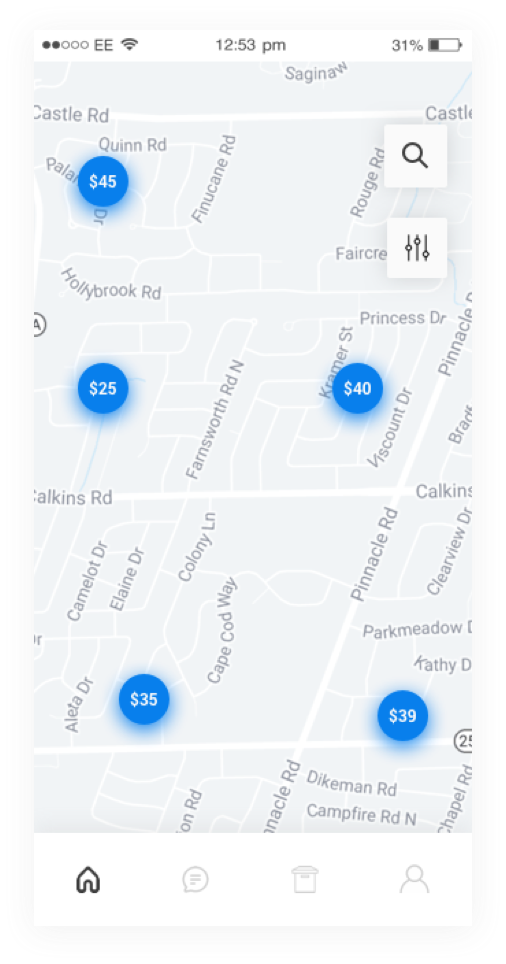 EE
12:53 pm
31%
Saginaw
Castle Rd
Castle
Quinn Rd
Palar
$45
Dr
Finucane Rd
Rouge Rd
Faircre
Hollybrook Rd
A
Princess Dr
Pinnacle D
Kramer St
$25
$40
Farnsworth Rd N
Viscount Dr
Bradf
Calkins Rd
Calkins
Colony Ln
Pinnacle Rd
Camelot Dr
Elaine Dr
Clearview Dr
Cape Cod Way
Dr
Parkmeadow D
Kathy D
$35
Aleta Dr
$39
25
nnacle Rd
Dikeman Rd
on Rd
Campfire Rd N
Chapel Rd